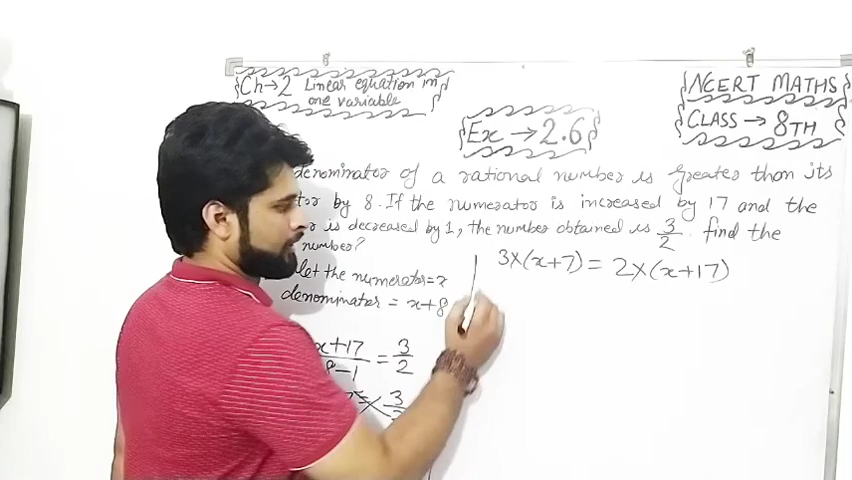 Ch→2 Linear equation in
one variable
Ex → 2.6
NCERT MATHS
CLASS → 8TH
denominator of a rational number is greater than its
by 8. If the numerator is increased by 17 and the
is decreased by 1, the number obtained is 3/2. find the
number?
let the numerator = x
denominator = x+8
x+17 / 8-1 = 3/2
3×(x+7) = 2×(x+17)